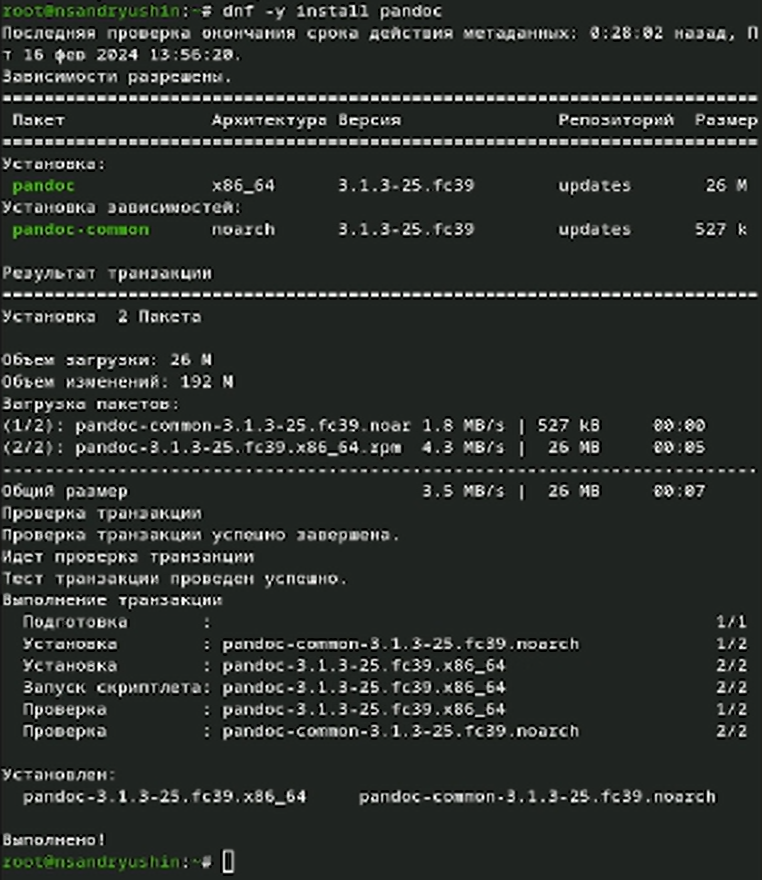 root@nsandryushin:~# dnf -y install pandoc
Последняя проверка окончания срока действия метаданных: 0:28:02 назад, П
т 16 фев 2024 13:56:20.
Зависимости разрешены.
================================================================================
Пакет Архитектура Версия Репозиторий Размер
================================================================================
Установка:
pandoc x86_64 3.1.3-25.fc39 updates 26 M
Установка зависимостей:
pandoc-common noarch 3.1.3-25.fc39 updates 527 k
Результат транзакции
================================================================================
Установка 2 Пакета
Объем загрузки: 26 M
Объем изменений: 192 M
Загрузка пакетов:
(1/2): pandoc-common-3.1.3-25.fc39.noar 1.8 MB/s | 527 kB 00:00
(2/2): pandoc-3.1.3-25.fc39.x86_64.rpm 4.3 MB/s | 26 MB 00:05
--------------------------------------------------------------------------------
Общий размер 3.5 MB/s | 26 MB 00:07
Проверка транзакции
Проверка транзакции успешно завершена.
Идет проверка транзакции
Тест транзакции проведен успешно.
Выполнение транзакции
Подготовка : 1/1
Установка : pandoc-common-3.1.3-25.fc39.noarch 1/2
Установка : pandoc-3.1.3-25.fc39.x86_64 2/2
Запуск скриптлета: pandoc-3.1.3-25.fc39.x86_64 2/2
Проверка : pandoc-3.1.3-25.fc39.x86_64 1/2
Проверка : pandoc-common-3.1.3-25.fc39.noarch 2/2
Установлен:
pandoc-3.1.3-25.fc39.x86_64 pandoc-common-3.1.3-25.fc39.noarch
Выполнено!
root@nsandryushin:~#